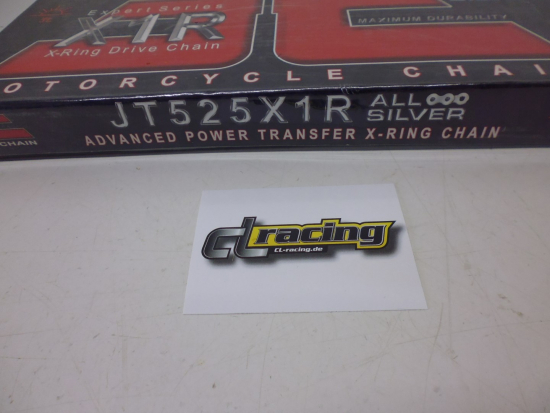 Expert Series
X1R
X-Ring Drive Chain
MAXIMUM DURABILITY
MOTORCYCLE CHAI
JT525X1R ALL SILVER
CHAIN ADVANCED POWER TRANSFER X-RING CHAIN
CL racing
CL-racing.de